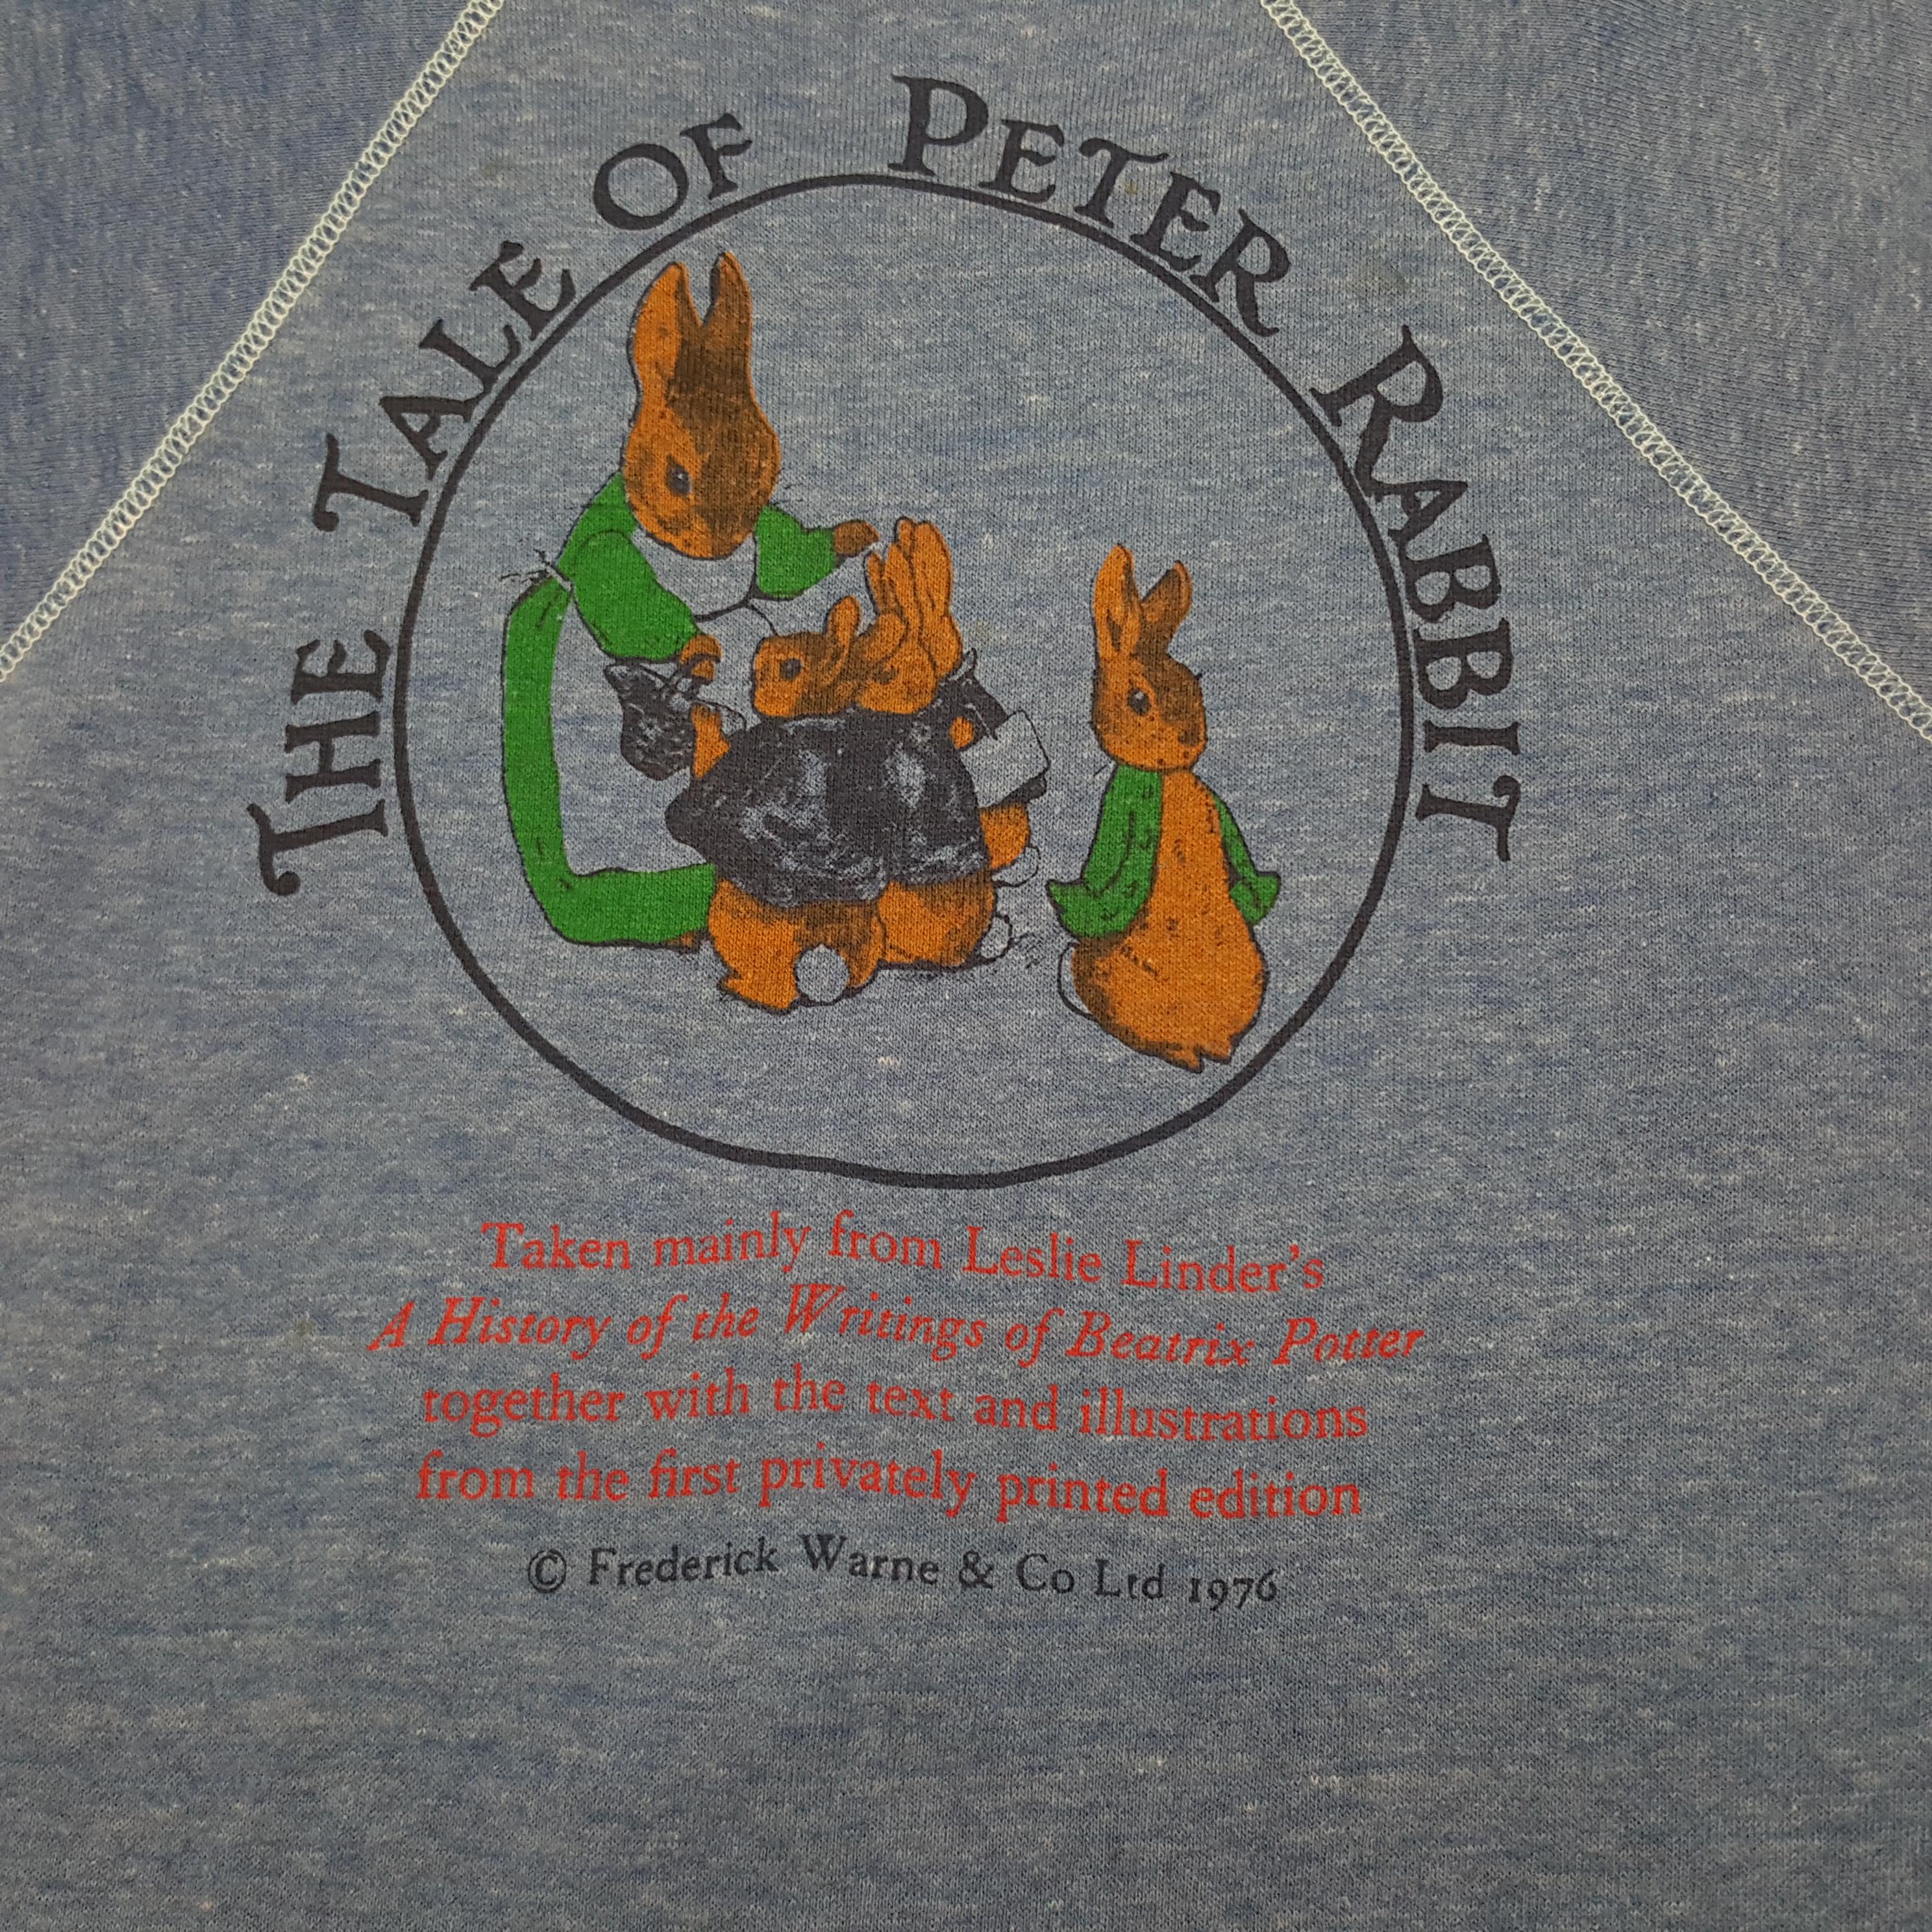 THE TALE OF PETER RABBIT
Taken mainly from Leslie Linder's
A History of the Writings of Beatrix Potter
together with the text and illustrations
from the first privately printed edition
© Frederick Warne & Co Ltd 1976